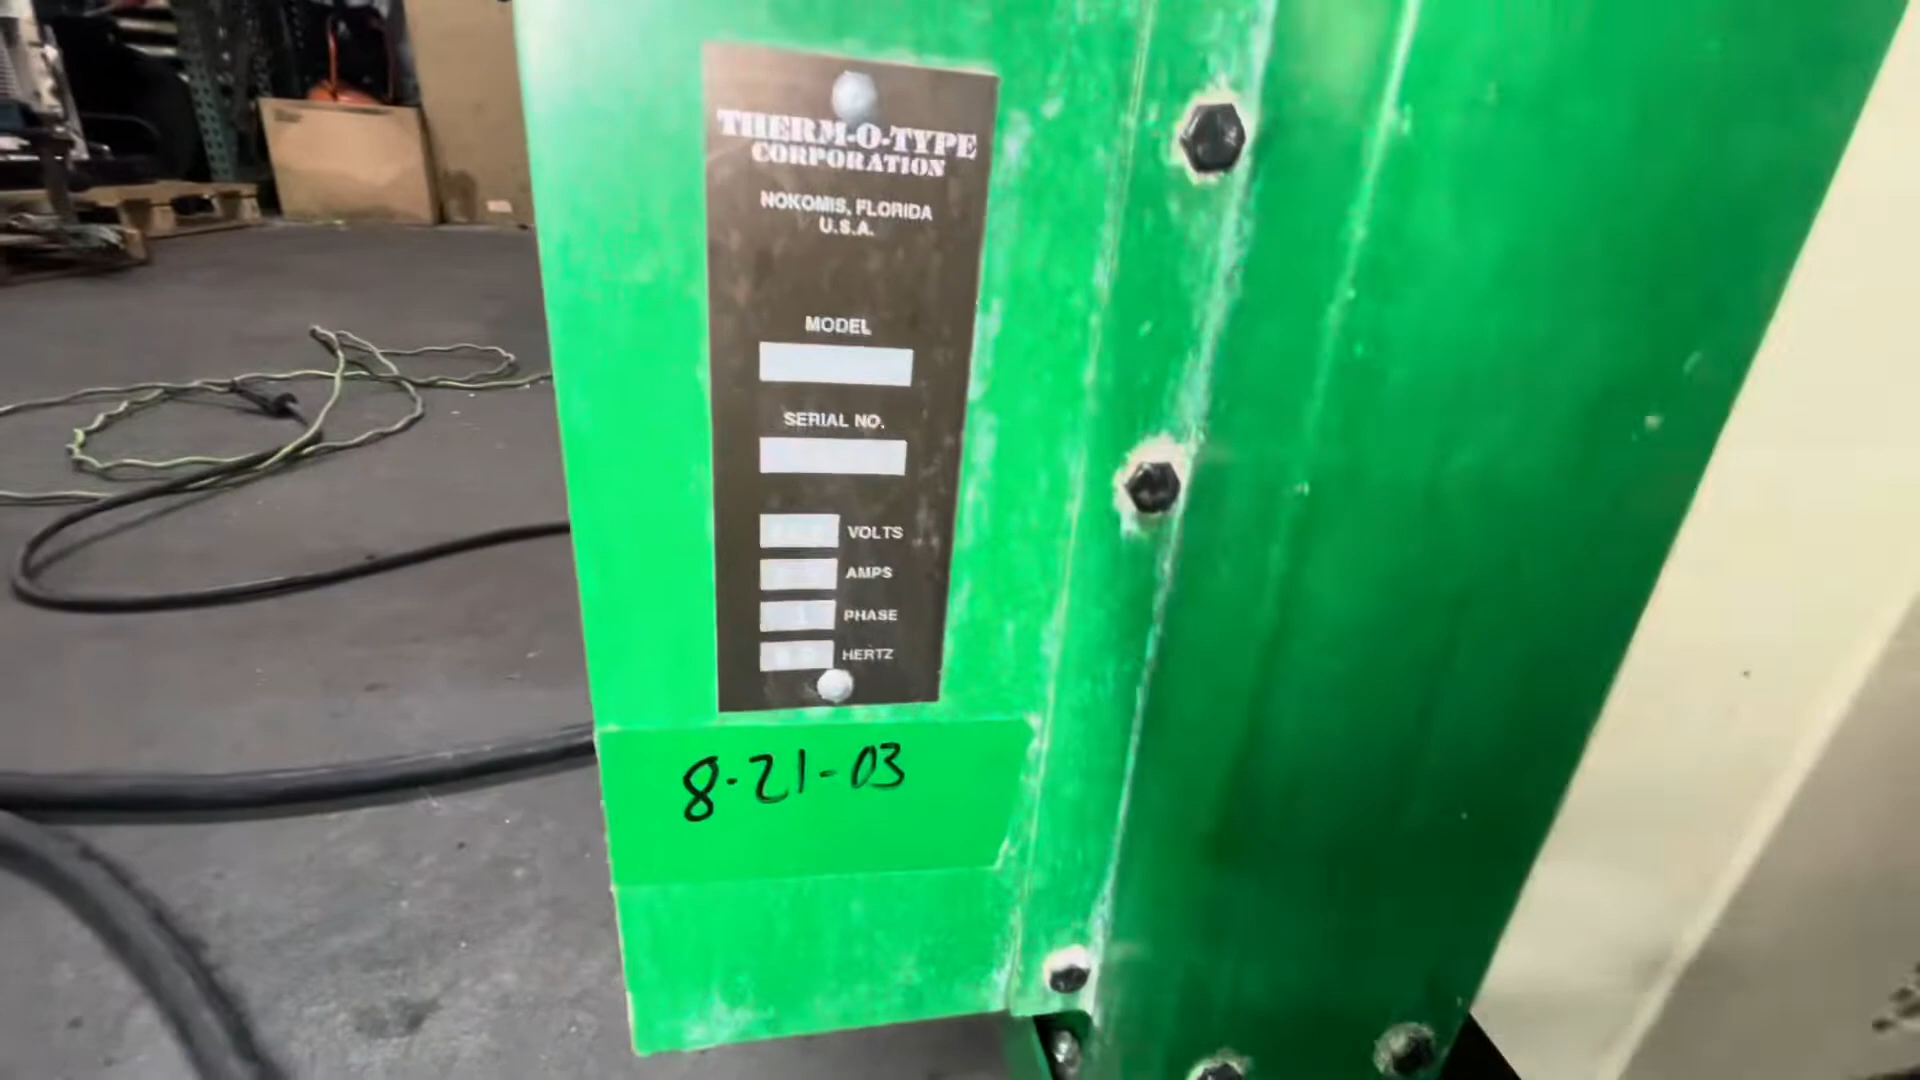 THERM-O-TYPE
CORPORATION
NOKOMIS, FLORIDA
U.S.A.
MODEL
SERIAL NO.
VOLTS
AMPS
PHASE
HERTZ
8-21-03